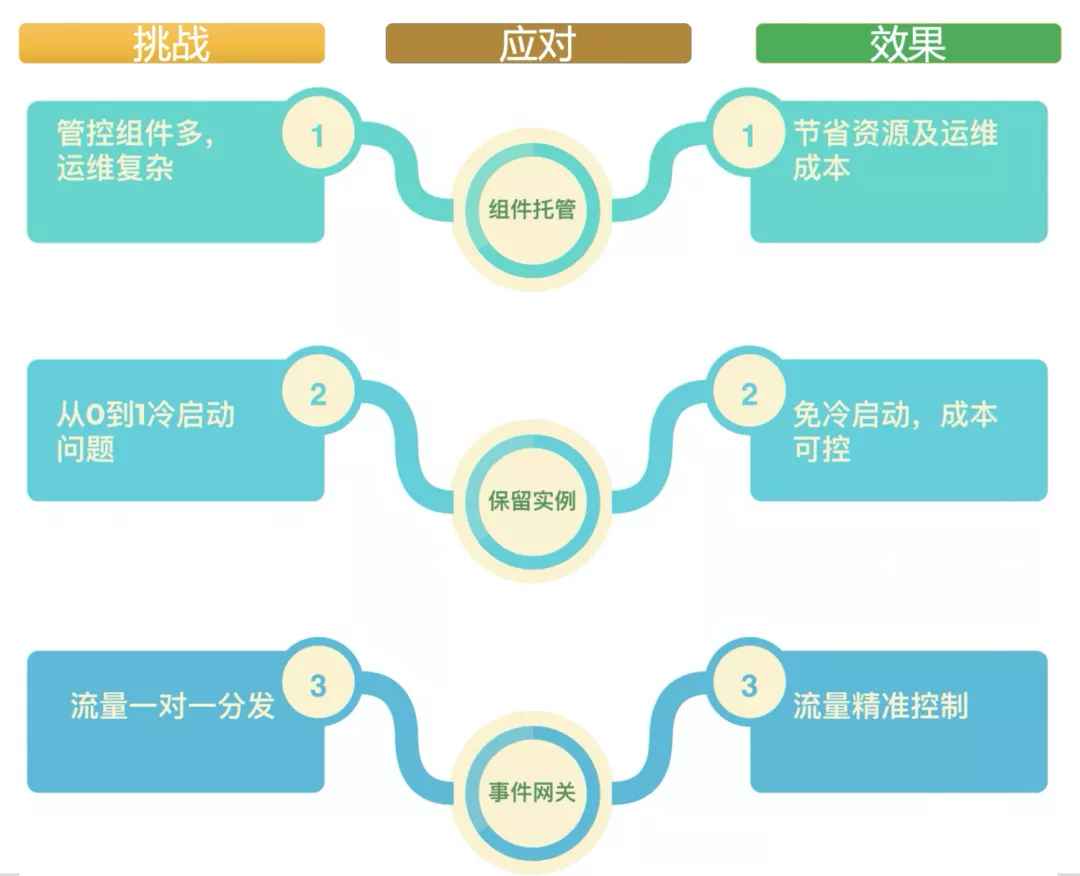 挑战
应对
效果
管控组件多，
运维复杂
1
组件托管
1
节省资源及运维
成本
从0到1冷启动
问题
2
保留实例
2
免冷启动，成本
可控
流量一对一分发
3
事件网关
3
流量精准控制